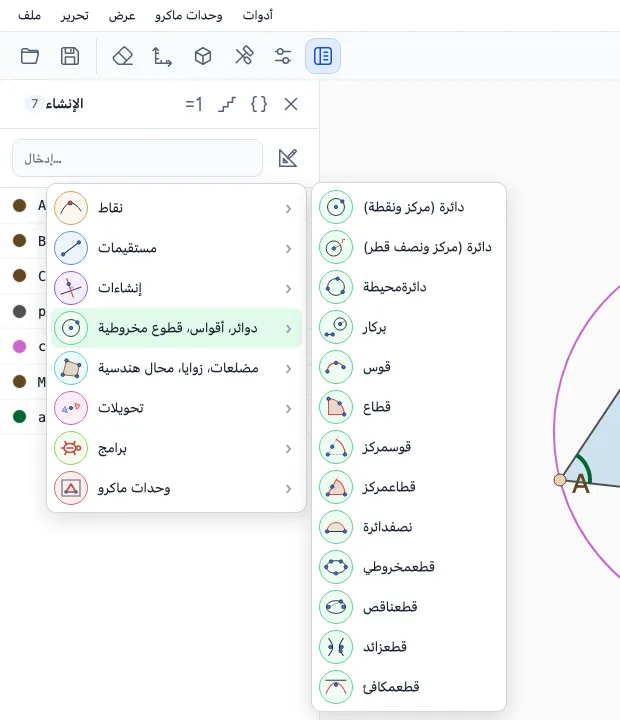 ملف
تحرير
عرض
وحدات ماكرو
أدوات
الإنشاء 7
=1
{}
إدخال...
A
B
C
p
c
M
a
نقاط
مستقيمات
إنشاءات
دوائر، أقواس، قطوع مخروطية
مضلعات، زوايا، محال هندسية
تحويلات
برامج
وحدات ماكرو
دائرة (مركز ونقطة)
دائرة (مركز ونصف قطر)
دائرةمحيطة
بركار
قوس
قطاع
قوسمركز
قطاعمركز
نصفدائرة
قطعمخروطي
قطعناقص
قطعزائد
قطعمكافئ
A